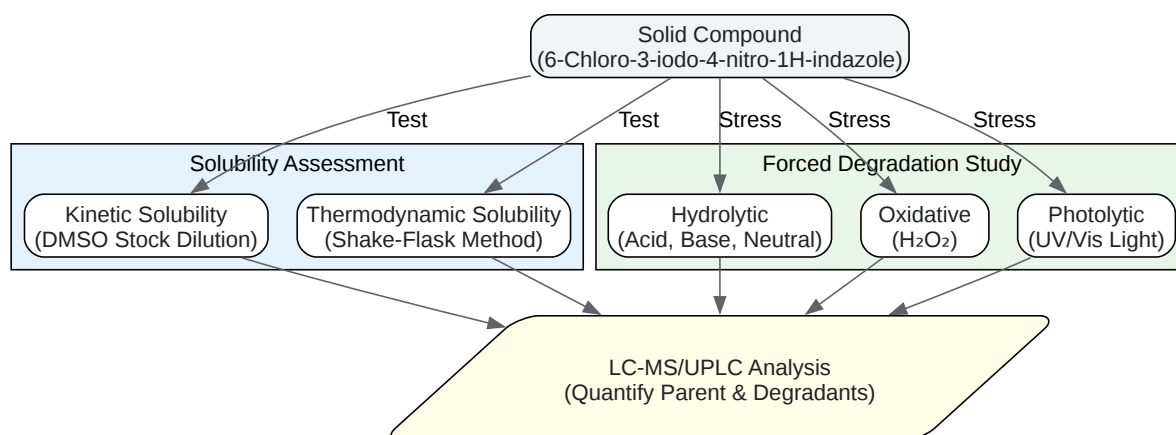 Solid Compound
(6-Chloro-3-iodo-4-nitro-1H-indazole)
Test
Test
Stress
Stress
Stress
Solubility Assessment
Forced Degradation Study
Kinetic Solubility
(DMSO Stock Dilution)
Thermodynamic Solubility
(Shake-Flask Method)
Hydrolytic
(Acid, Base, Neutral)
Oxidative
(H₂O₂)
Photolytic
(UV/Vis Light)
LC-MS/UPLC Analysis
(Quantify Parent & Degradants)